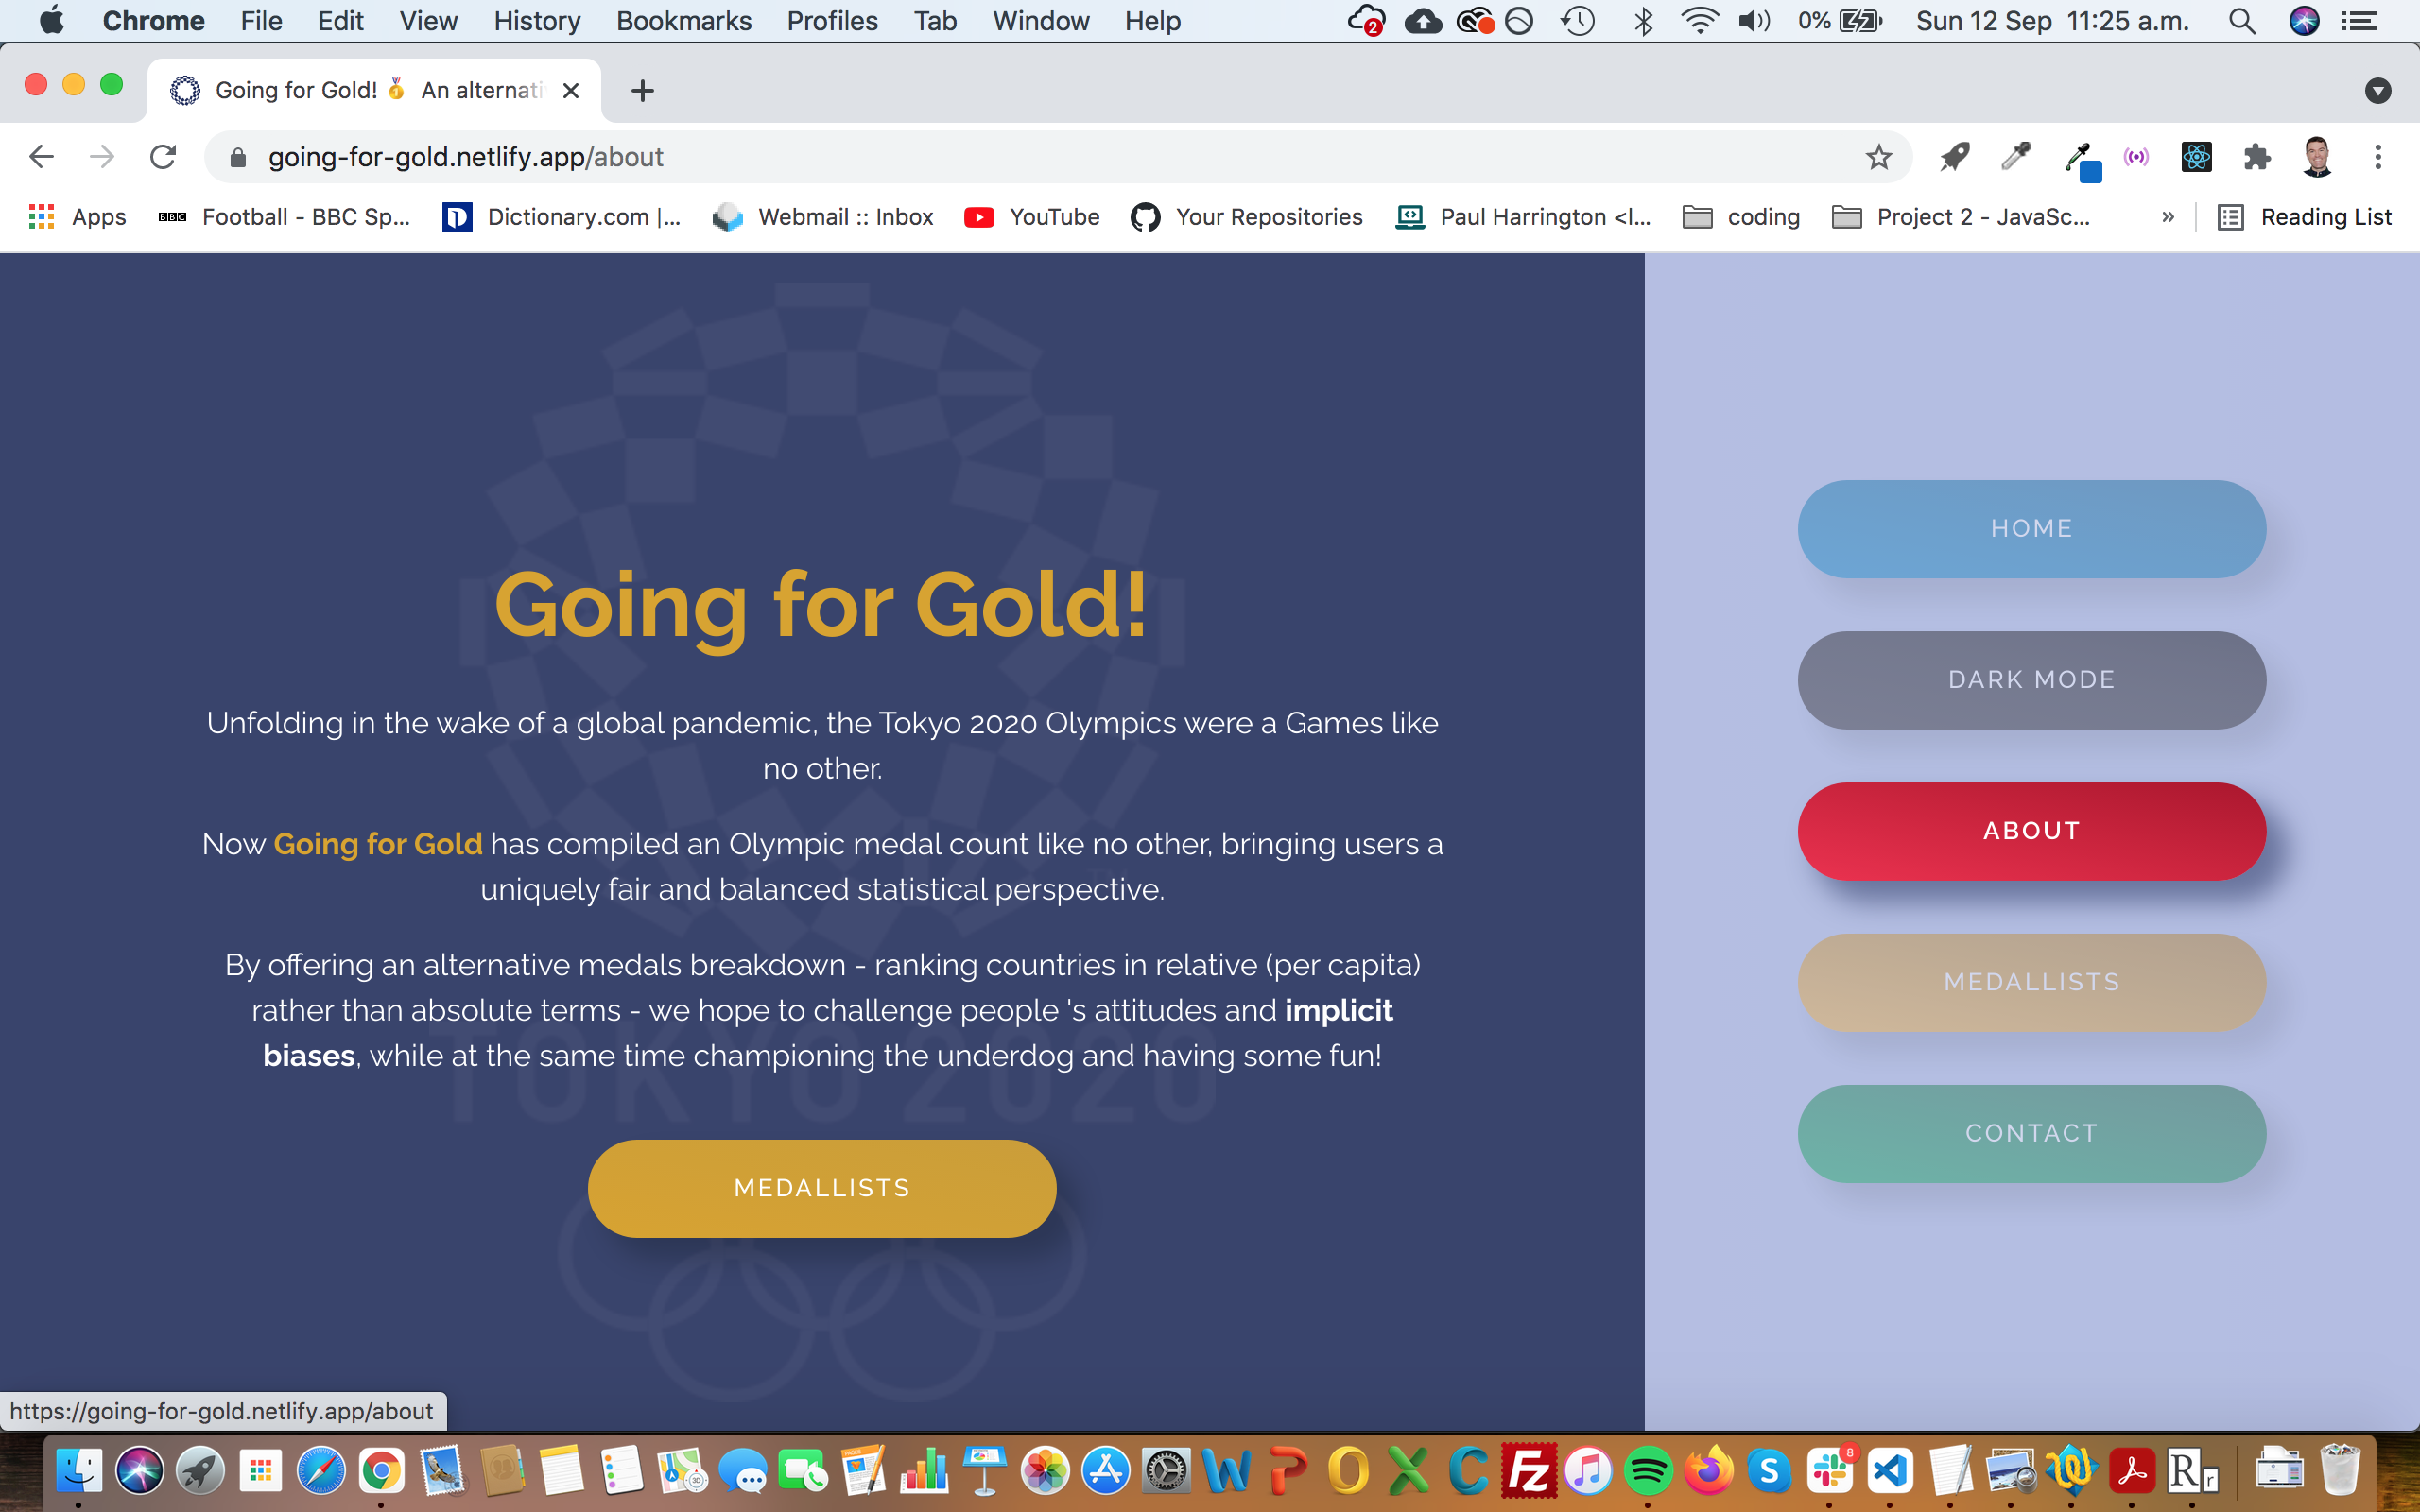 Chrome File Edit View History Bookmarks Profiles Tab Window Help 2 0% Sun 12 Sep 11:25 a.m.
Going for Gold! An alternati
going-for-gold.netlify.app/about
Apps BBC Football - BBC Sp... Dictionary.com |... Webmail :: Inbox YouTube Your Repositories Paul Harrington <l... coding Project 2 - JavaSc... » Reading List
Going for Gold!
Unfolding in the wake of a global pandemic, the Tokyo 2020 Olympics were a Games like
no other.
Now Going for Gold has compiled an Olympic medal count like no other, bringing users a
uniquely fair and balanced statistical perspective.
By offering an alternative medals breakdown - ranking countries in relative (per capita)
rather than absolute terms - we hope to challenge people 's attitudes and implicit
biases, while at the same time championing the underdog and having some fun!
TOKYO 2020
MEDALLISTS
HOME
DARK MODE
ABOUT
MEDALLISTS
CONTACT
https://going-for-gold.netlify.app/about